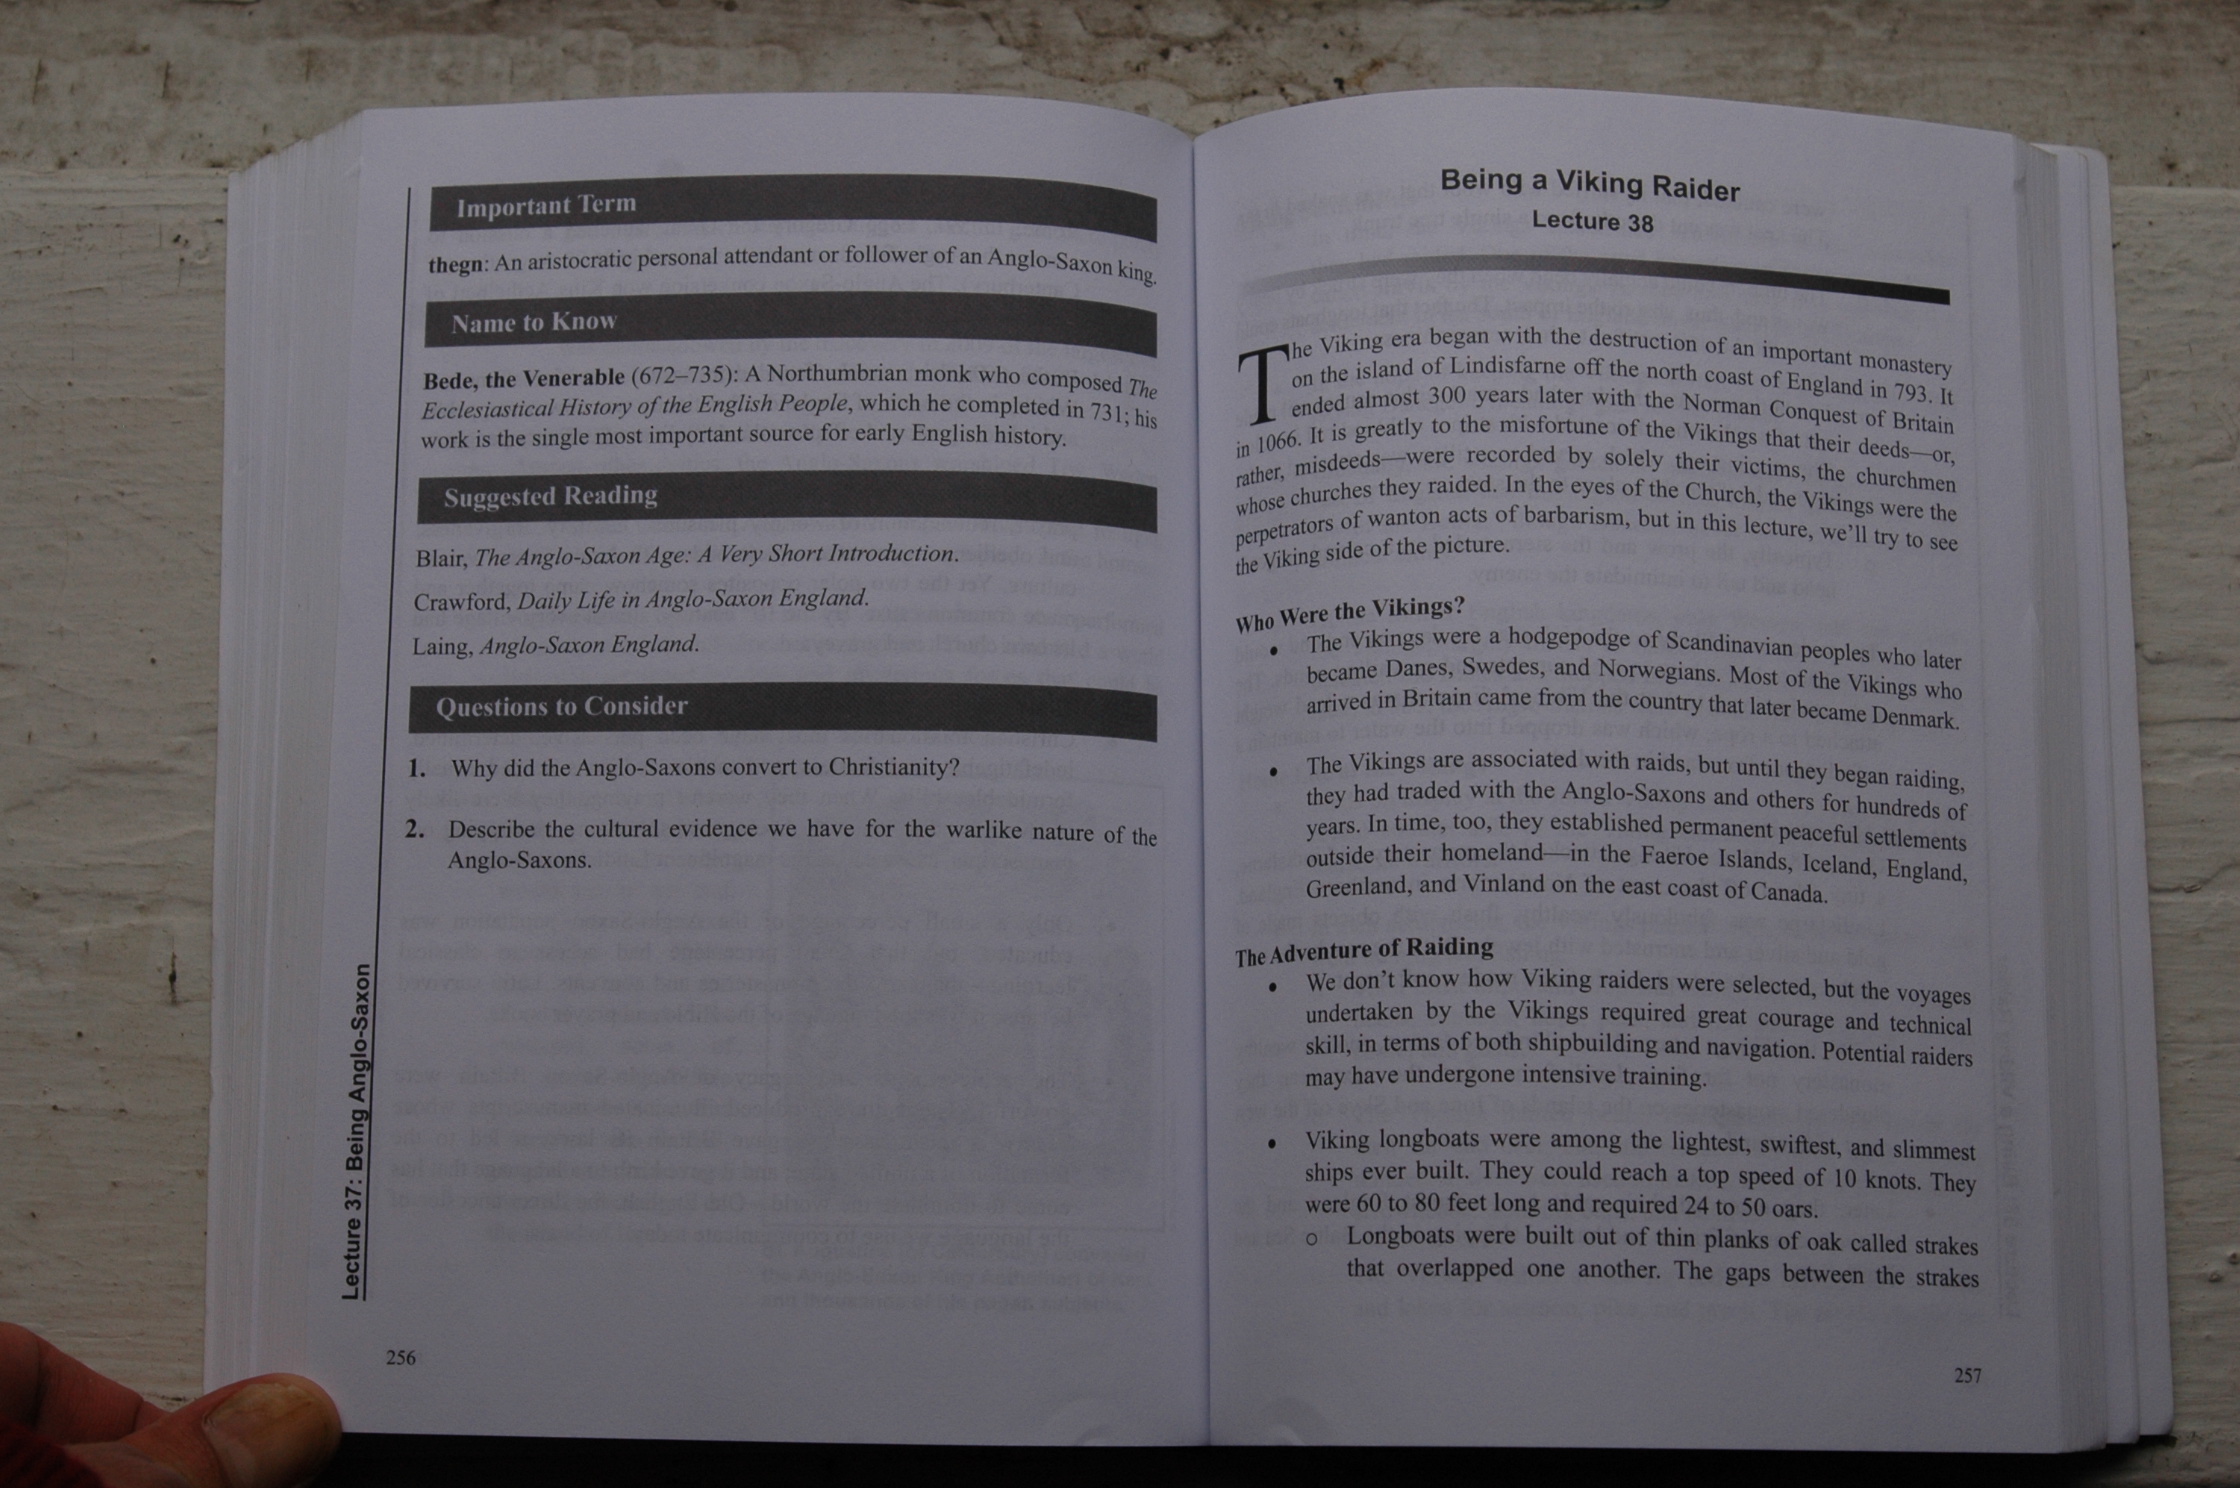 Important Term
thegn: An aristocratic personal attendant or follower of an Anglo-Saxon king.
Name to Know
Bede, the Venerable (672–735): A Northumbrian monk who composed The
Ecclesiastical History of the English People, which he completed in 731; his
work is the single most important source for early English history.
Suggested Reading
Blair, The Anglo-Saxon Age: A Very Short Introduction.
Crawford, Daily Life in Anglo-Saxon England.
Laing, Anglo-Saxon England.
Questions to Consider
1. Why did the Anglo-Saxons convert to Christianity?
2. Describe the cultural evidence we have for the warlike nature of the
Anglo-Saxons.
Lecture 37: Being Anglo-Saxon
256
Being a Viking Raider
Lecture 38
The Viking era began with the destruction of an important monastery
on the island of Lindisfarne off the north coast of England in 793. It
ended almost 300 years later with the Norman Conquest of Britain
in 1066. It is greatly to the misfortune of the Vikings that their deeds—or,
rather, misdeeds—were recorded by solely their victims, the churchmen
whose churches they raided. In the eyes of the Church, the Vikings were the
perpetrators of wanton acts of barbarism, but in this lecture, we'll try to see
the Viking side of the picture.
Who Were the Vikings?
• The Vikings were a hodgepodge of Scandinavian peoples who later
became Danes, Swedes, and Norwegians. Most of the Vikings who
arrived in Britain came from the country that later became Denmark.
• The Vikings are associated with raids, but until they began raiding,
they had traded with the Anglo-Saxons and others for hundreds of
years. In time, too, they established permanent peaceful settlements
outside their homeland—in the Faeroe Islands, Iceland, England,
Greenland, and Vinland on the east coast of Canada.
The Adventure of Raiding
• We don't know how Viking raiders were selected, but the voyages
undertaken by the Vikings required great courage and technical
skill, in terms of both shipbuilding and navigation. Potential raiders
may have undergone intensive training.
• Viking longboats were among the lightest, swiftest, and slimmest
ships ever built. They could reach a top speed of 10 knots. They
were 60 to 80 feet long and required 24 to 50 oars.
o Longboats were built out of thin planks of oak called strakes
that overlapped one another. The gaps between the strakes
257